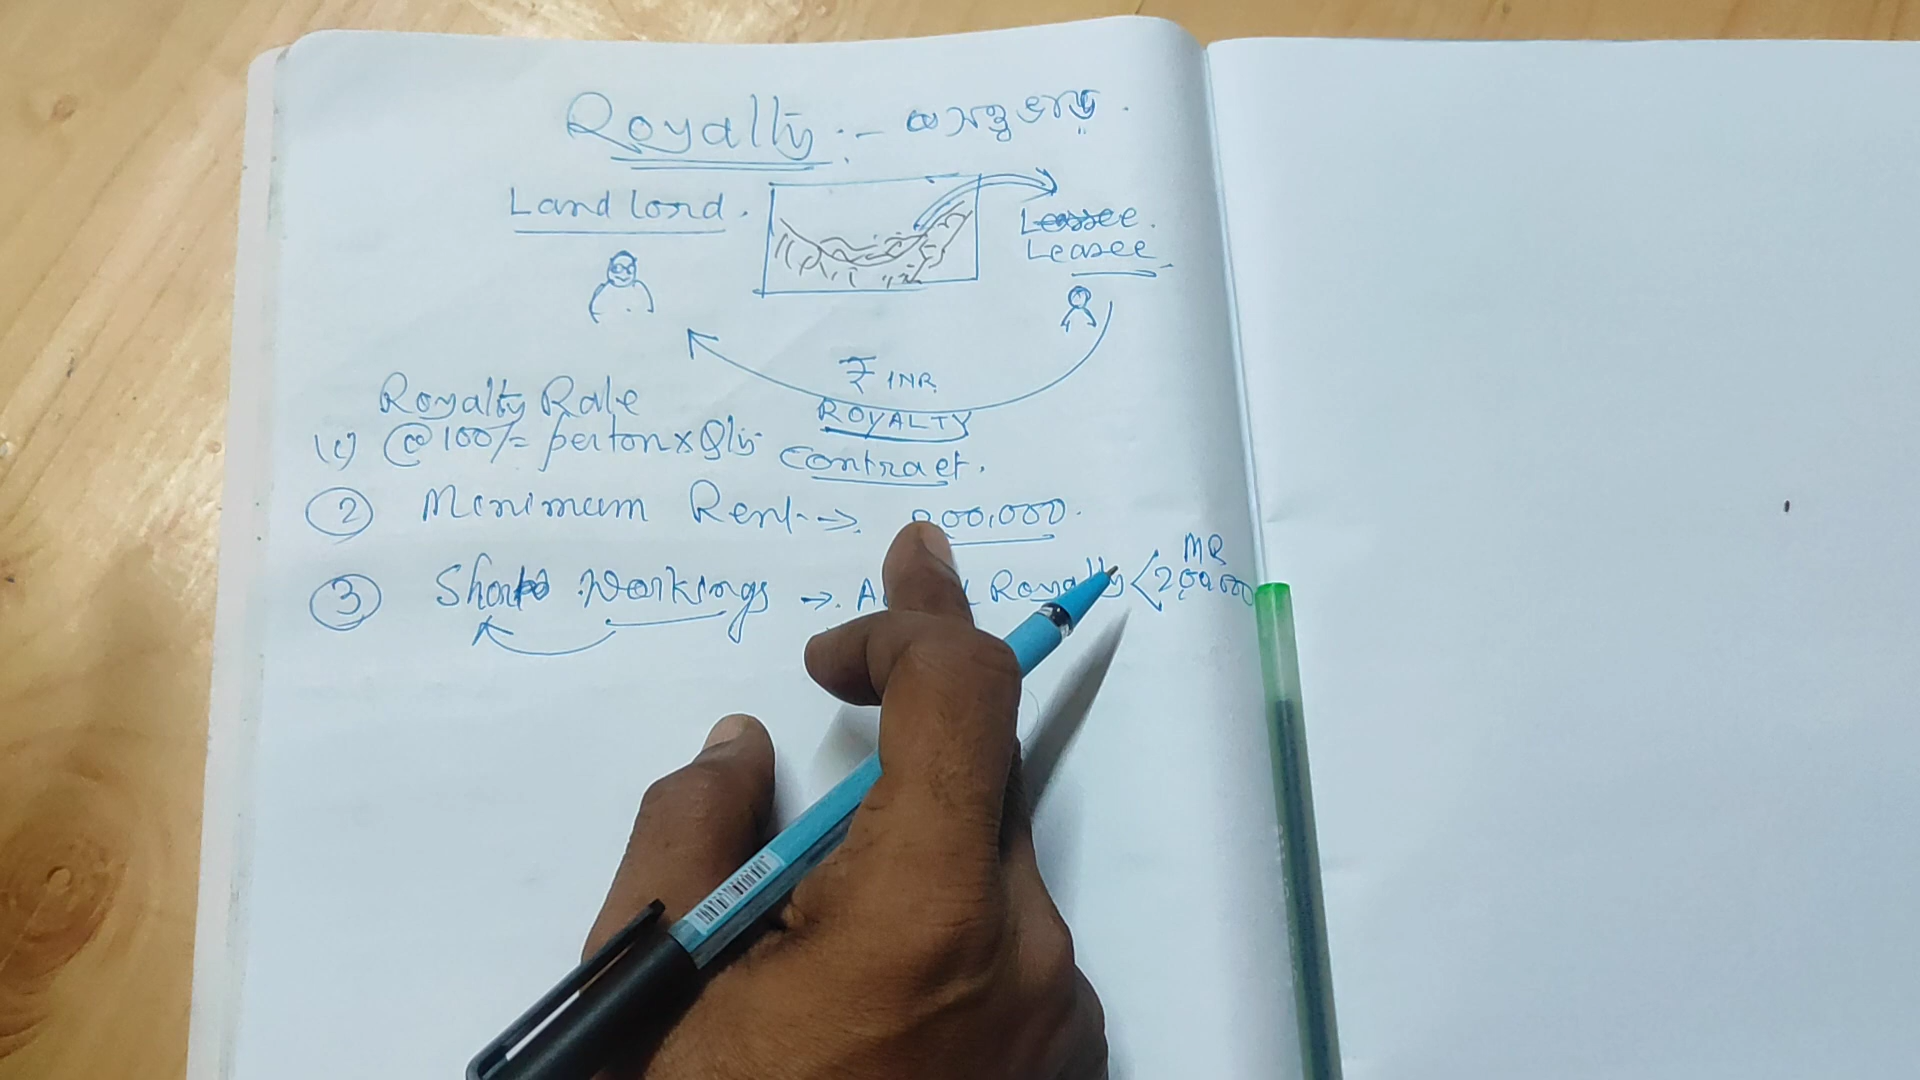 Royalty :- স্বত্ব ভাড়া.
Land lord.
Leasee.
Leasee
₹ INR.
ROYALTY
Contract.
Royalty Rate
(1) @ 100/= per ton x Qty
② Minimum Rent → 200,000.
③ Short Workings → Royalty < 200,000
MR